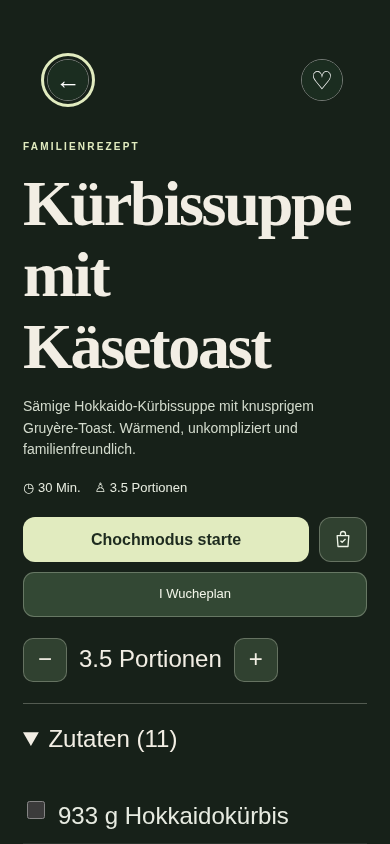 ←
♡
FAMILIENREZEPT
Kürbissuppe
mit
Käsetoast
Sämige Hokkaido-Kürbissuppe mit knusprigem
Gruyère-Toast. Wärmend, unkompliziert und
familienfreundlich.
◷ 30 Min. ♙ 3.5 Portionen
Chochmodus starte
I Wucheplan
− 3.5 Portionen +
▼ Zutaten (11)
933 g Hokkaidokürbis